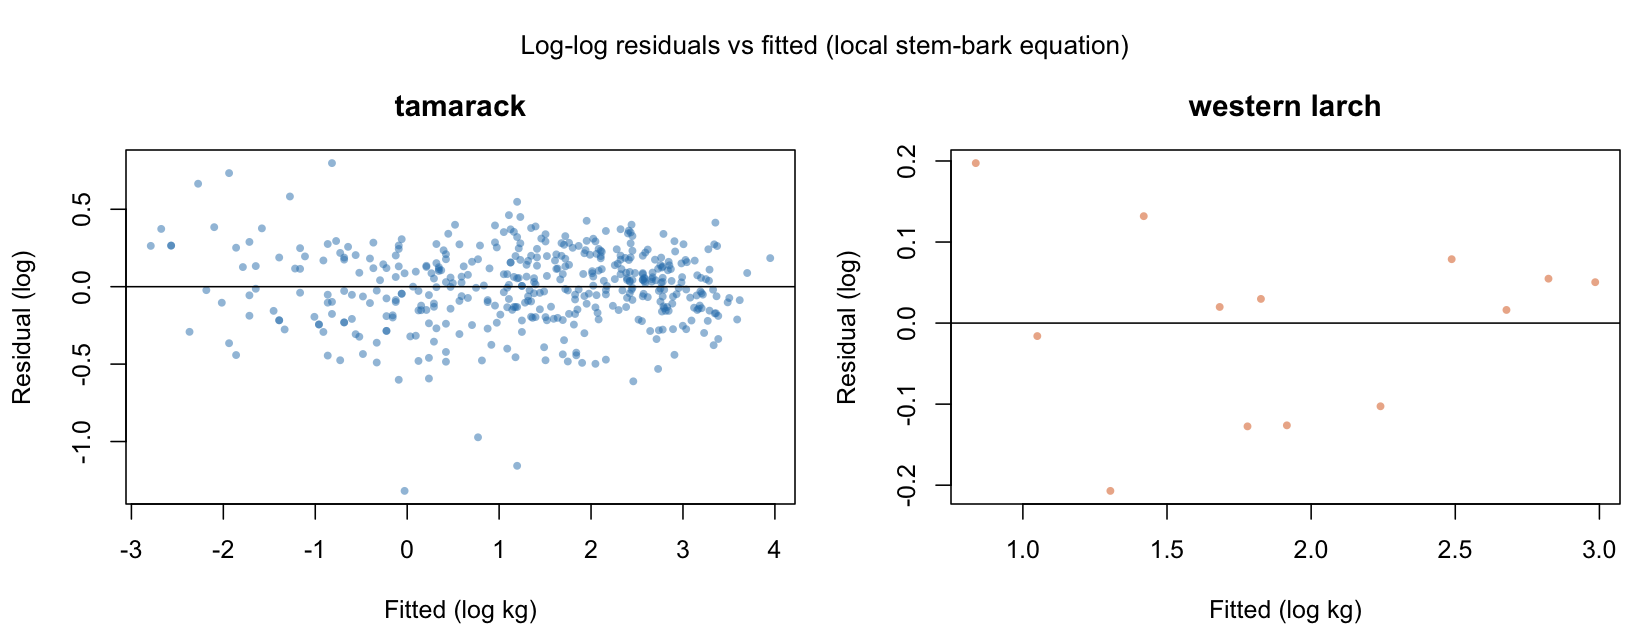 Log-log residuals vs fitted (local stem-bark equation)
tamarack
Residual (log)
0.5
0.0
-0.5
-1.0
-3 -2 -1 0 1 2 3 4
Fitted (log kg)
western larch
Residual (log)
0.2
0.1
0.0
-0.1
-0.2
1.0 1.5 2.0 2.5 3.0
Fitted (log kg)